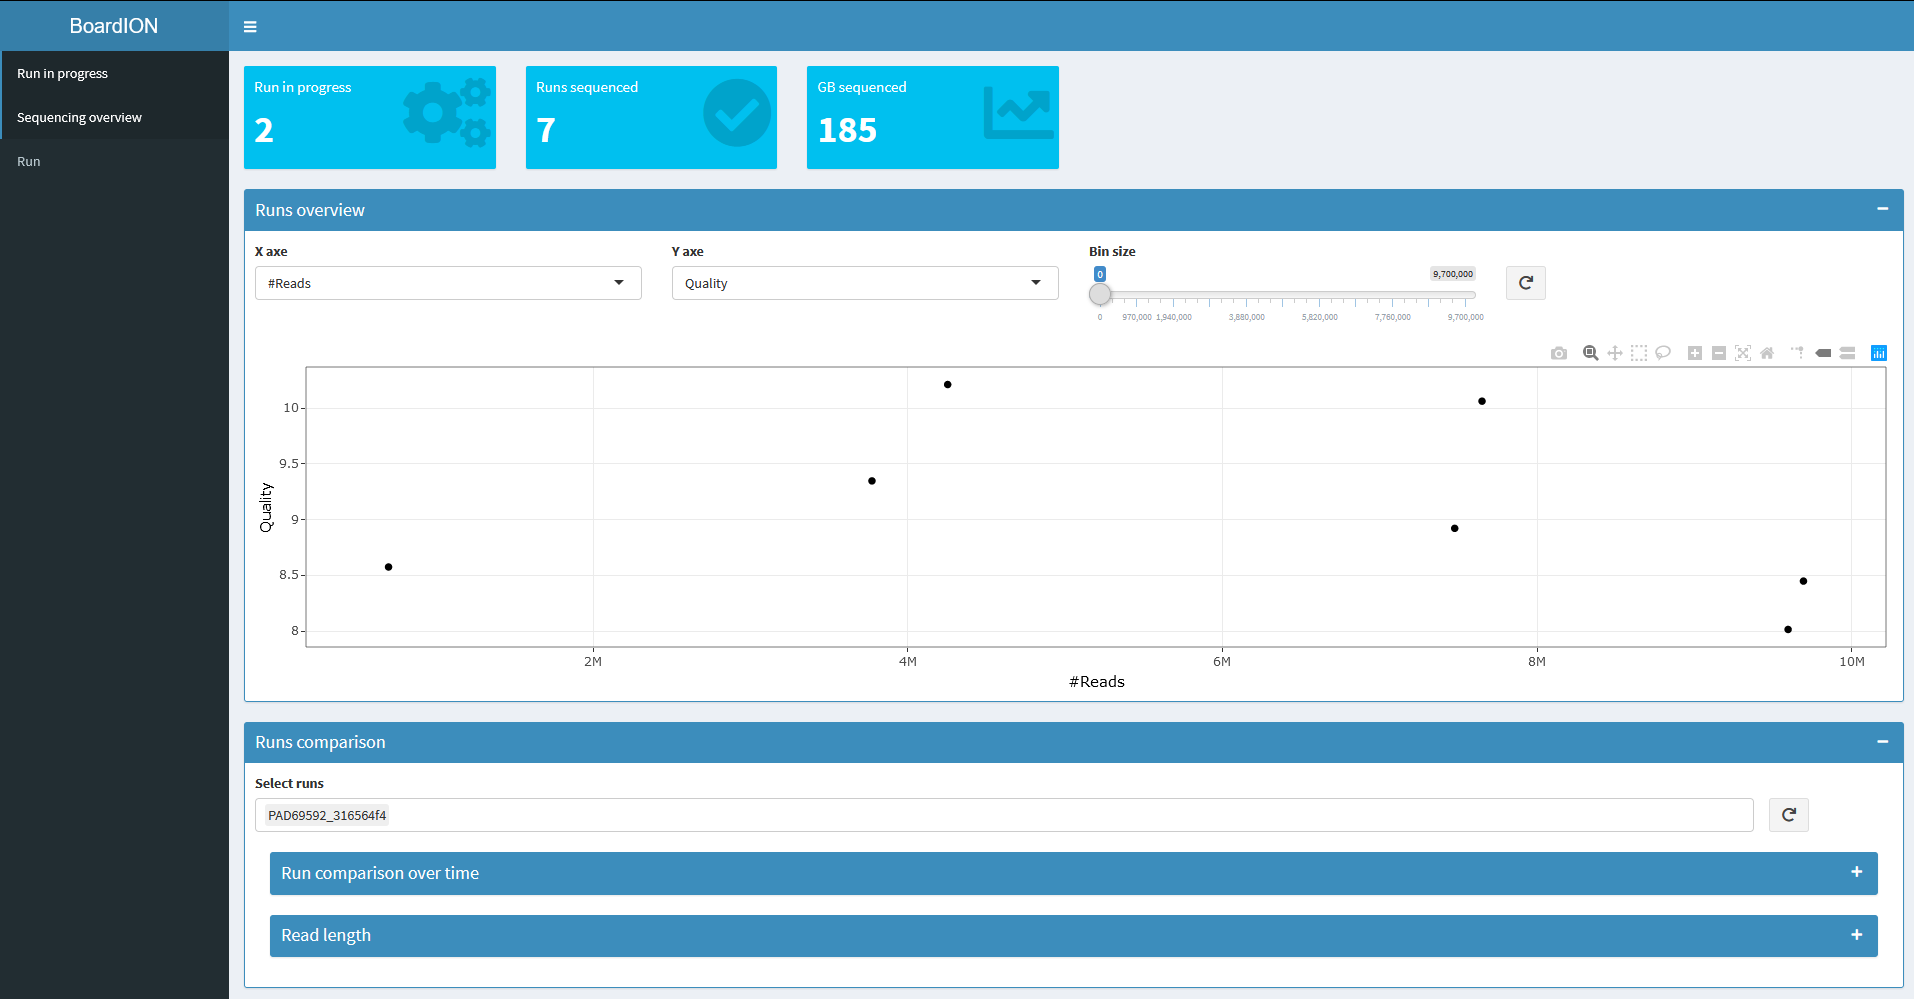 BoardION
Run in progress
Sequencing overview
Run
Run in progress
2
Runs sequenced
7
GB sequenced
185
Runs overview
X axe
#Reads
Y axe
Quality
Bin size
0
9,700,000
0 970,000 1,940,000 3,880,000 5,820,000 7,760,000 9,700,000
10
9.5
9
8.5
8
Quality
2M 4M 6M 8M 10M
#Reads
Runs comparison
Select runs
PAD69592_316564f4
Run comparison over time
Read length